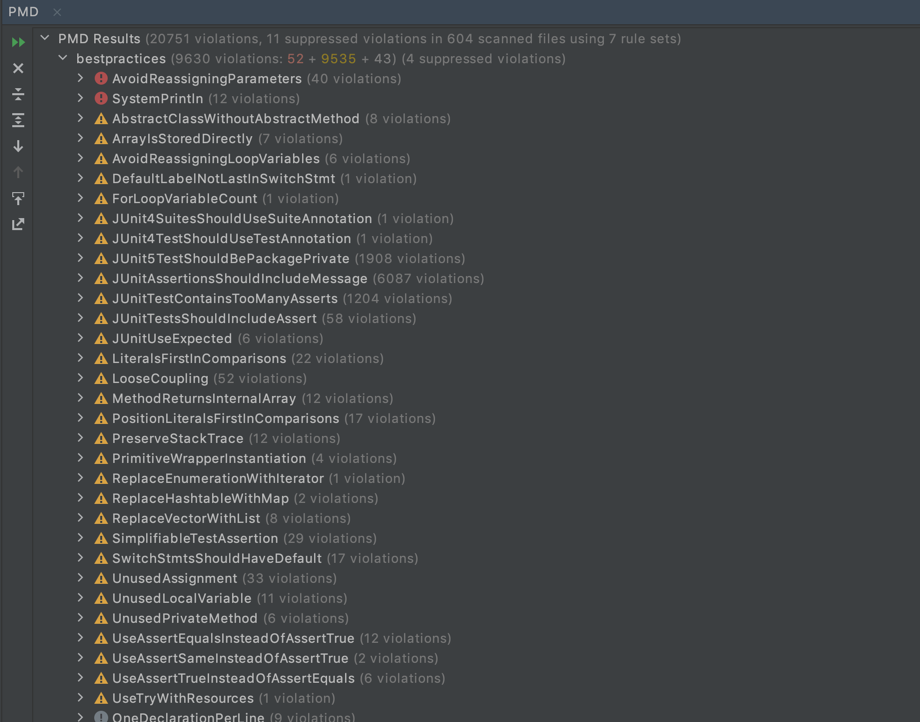 PMD
PMD Results (20751 violations, 11 suppressed violations in 604 scanned files using 7 rule sets)
bestpractices (9630 violations: 52 + 9535 + 43) (4 suppressed violations)
AvoidReassigningParameters (40 violations)
SystemPrintln (12 violations)
AbstractClassWithoutAbstractMethod (8 violations)
ArrayIsStoredDirectly (7 violations)
AvoidReassigningLoopVariables (6 violations)
DefaultLabelNotLastInSwitchStmt (1 violation)
ForLoopVariableCount (1 violation)
JUnit4SuitesShouldUseSuiteAnnotation (1 violation)
JUnit4TestShouldUseTestAnnotation (1 violation)
JUnit5TestShouldBePackagePrivate (1908 violations)
JUnitAssertionsShouldIncludeMessage (6087 violations)
JUnitTestContainsTooManyAsserts (1204 violations)
JUnitTestsShouldIncludeAssert (58 violations)
JUnitUseExpected (6 violations)
LiteralsFirstInComparisons (22 violations)
LooseCoupling (52 violations)
MethodReturnsInternalArray (12 violations)
PositionLiteralsFirstInComparisons (17 violations)
PreserveStackTrace (12 violations)
PrimitiveWrapperInstantiation (4 violations)
ReplaceEnumerationWithIterator (1 violation)
ReplaceHashtableWithMap (2 violations)
ReplaceVectorWithList (8 violations)
SimplifiableTestAssertion (29 violations)
SwitchStmtsShouldHaveDefault (17 violations)
UnusedAssignment (33 violations)
UnusedLocalVariable (11 violations)
UnusedPrivateMethod (6 violations)
UseAssertEqualsInsteadOfAssertTrue (12 violations)
UseAssertSameInsteadOfAssertTrue (2 violations)
UseAssertTrueInsteadOfAssertEquals (6 violations)
UseTryWithResources (1 violation)
OneDeclarationPerLine (9 violations)